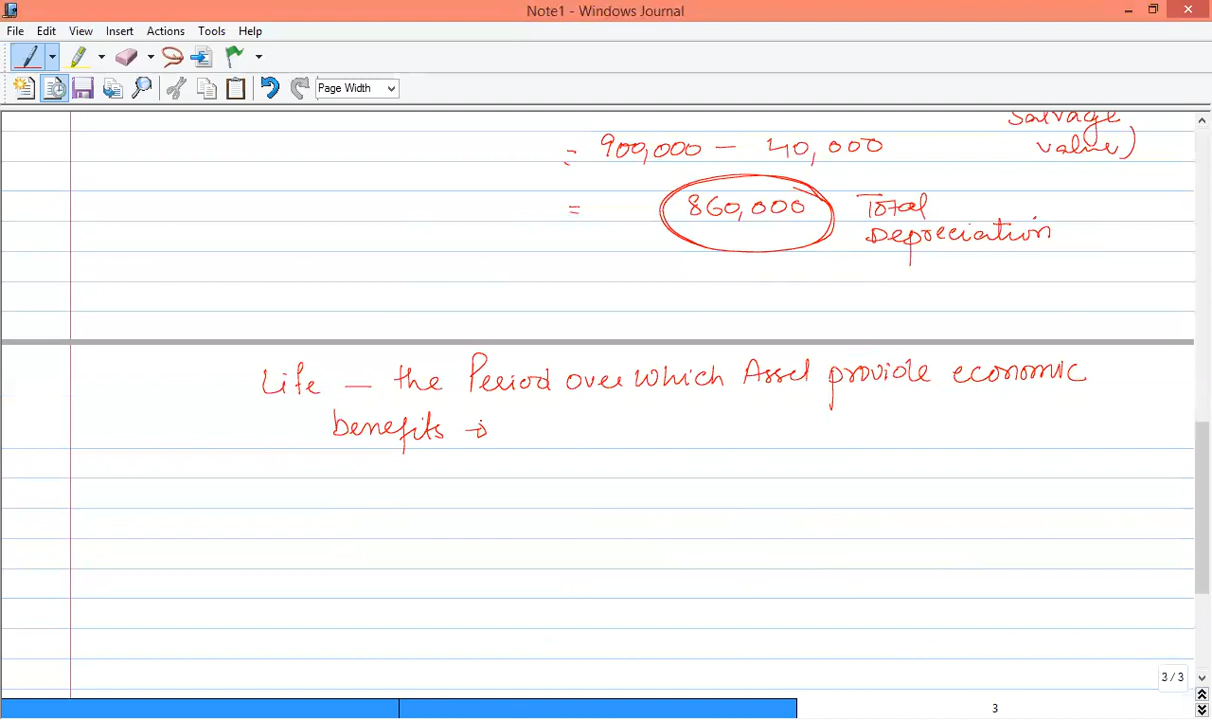 Note1 - Windows Journal
File Edit View Insert Actions Tools Help
Page Width
Salvage
= 900,000 - 40,000 value)
= 860,000 Total
Depreciation
Life - the Period over which Asset provide economic
benefits
3 / 3
3